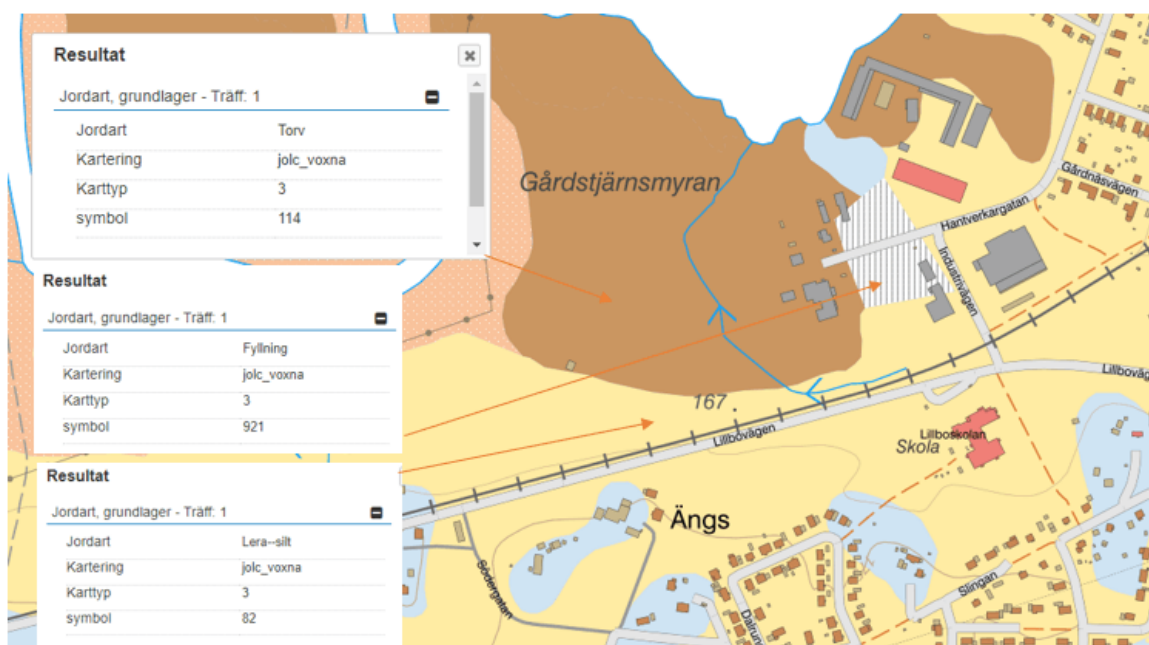 Resultat
Jordart, grundlager - Träff: 1
Jordart Torv
Kartering jolc_voxna
Karttyp 3
symbol 114
Resultat
Jordart, grundlager - Träff: 1
Jordart Fyllning
Kartering jolc_voxna
Karttyp 3
symbol 921
Resultat
Jordart, grundlager - Träff: 1
Jordart Lera--silt
Kartering jolc_voxna
Karttyp 3
symbol 82
Gårdstjärnsmyran
Hantverkargatan
Gårdnäsvägen
Industrivägen
Lillbovägen
167
Lillbovägen
Lillboskolan
Skola
Ängs
Södergatan
Slingan